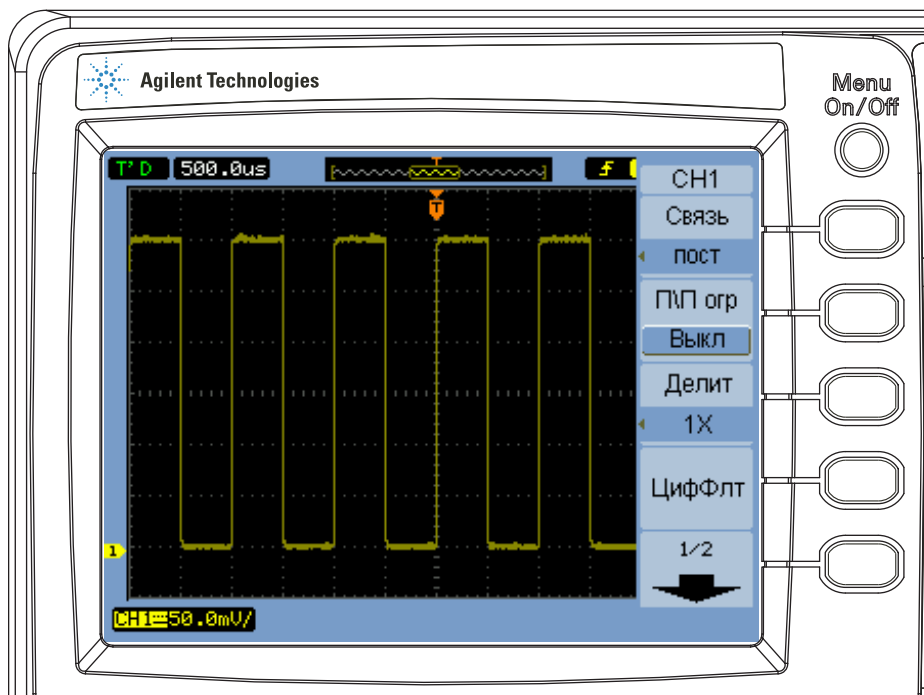 Agilent Technologies
Menu
On/Off
T'D 500.0us
T
T
CH1
Связь
пост
П\П огр
Выкл
Делит
1X
ЦифФлт
1/2
1
CH1 50.0mV/